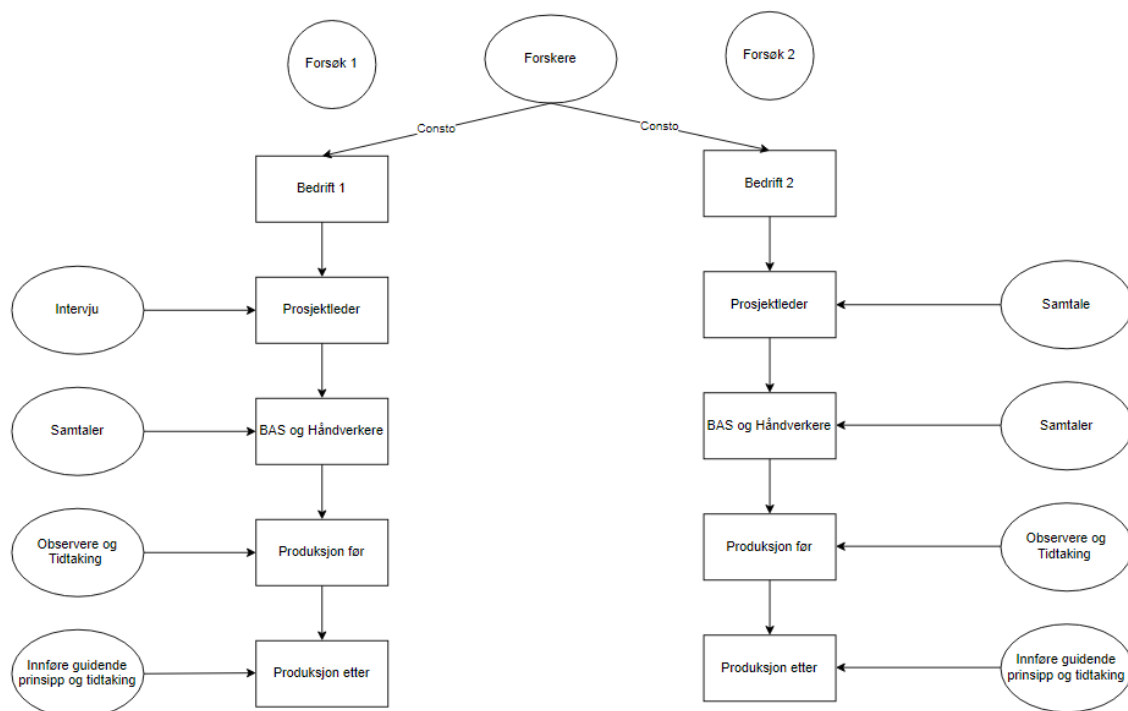 Forsøk 1
Forskere
Forsøk 2
Consto
Consto
Bedrift 1
Bedrift 2
Intervju
Prosjektleder
Prosjektleder
Samtale
Samtaler
BAS og Håndverkere
BAS og Håndverkere
Samtaler
Observere og
Tidtaking
Produksjon før
Produksjon før
Observere og
Tidtaking
Innføre guidende
prinsipp og tidtaking
Produksjon etter
Produksjon etter
Innføre guidende
prinsipp og tidtaking